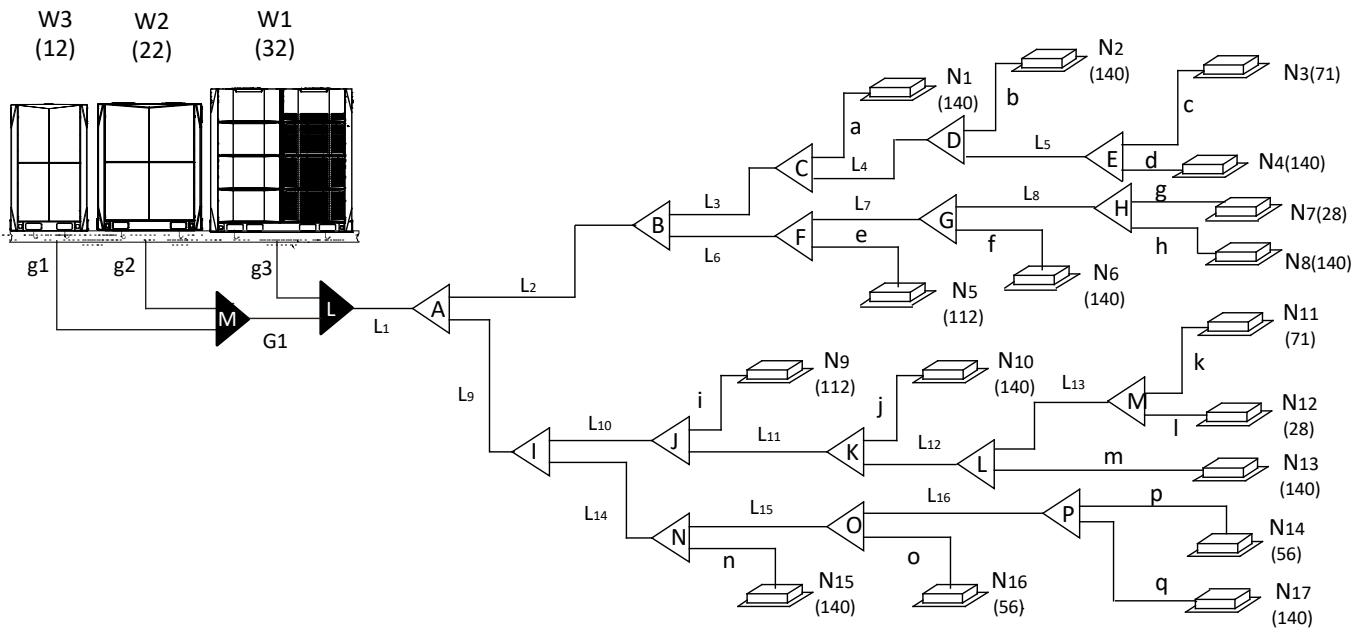 W3
(12)
W2
(22)
W1
(32)
g1
g2
g3
M
G1
L
L1
A
L2
B
L3
C
a
N1
(140)
L4
D
b
N2
(140)
L5
E
c
N3(71)
d
N4(140)
L6
F
L7
e
N5
(112)
G
L8
f
N6
(140)
H
g
N7(28)
h
N8(140)
L9
I
L10
J
i
N9
(112)
L11
K
j
N10
(140)
L12
L
L13
M
k
N11
(71)
l
N12
(28)
m
N13
(140)
L14
N
L15
n
N15
(140)
O
L16
o
N16
(56)
P
p
N14
(56)
q
N17
(140)